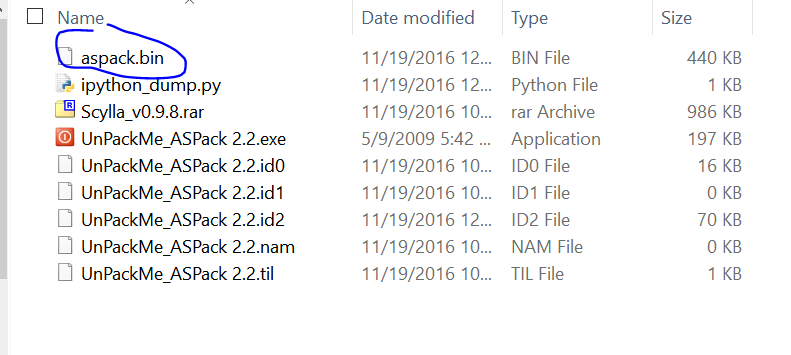 Name Date modified Type Size
aspack.bin 11/19/2016 12... BIN File 440 KB
ipython_dump.py 11/19/2016 12... Python File 1 KB
Scylla_v0.9.8.rar 11/19/2016 10... rar Archive 986 KB
UnPackMe_ASPack 2.2.exe 5/9/2009 5:42 ... Application 197 KB
UnPackMe_ASPack 2.2.id0 11/19/2016 10... ID0 File 16 KB
UnPackMe_ASPack 2.2.id1 11/19/2016 10... ID1 File 0 KB
UnPackMe_ASPack 2.2.id2 11/19/2016 12... ID2 File 70 KB
UnPackMe_ASPack 2.2.nam 11/19/2016 10... NAM File 0 KB
UnPackMe_ASPack 2.2.til 11/19/2016 10... TIL File 1 KB